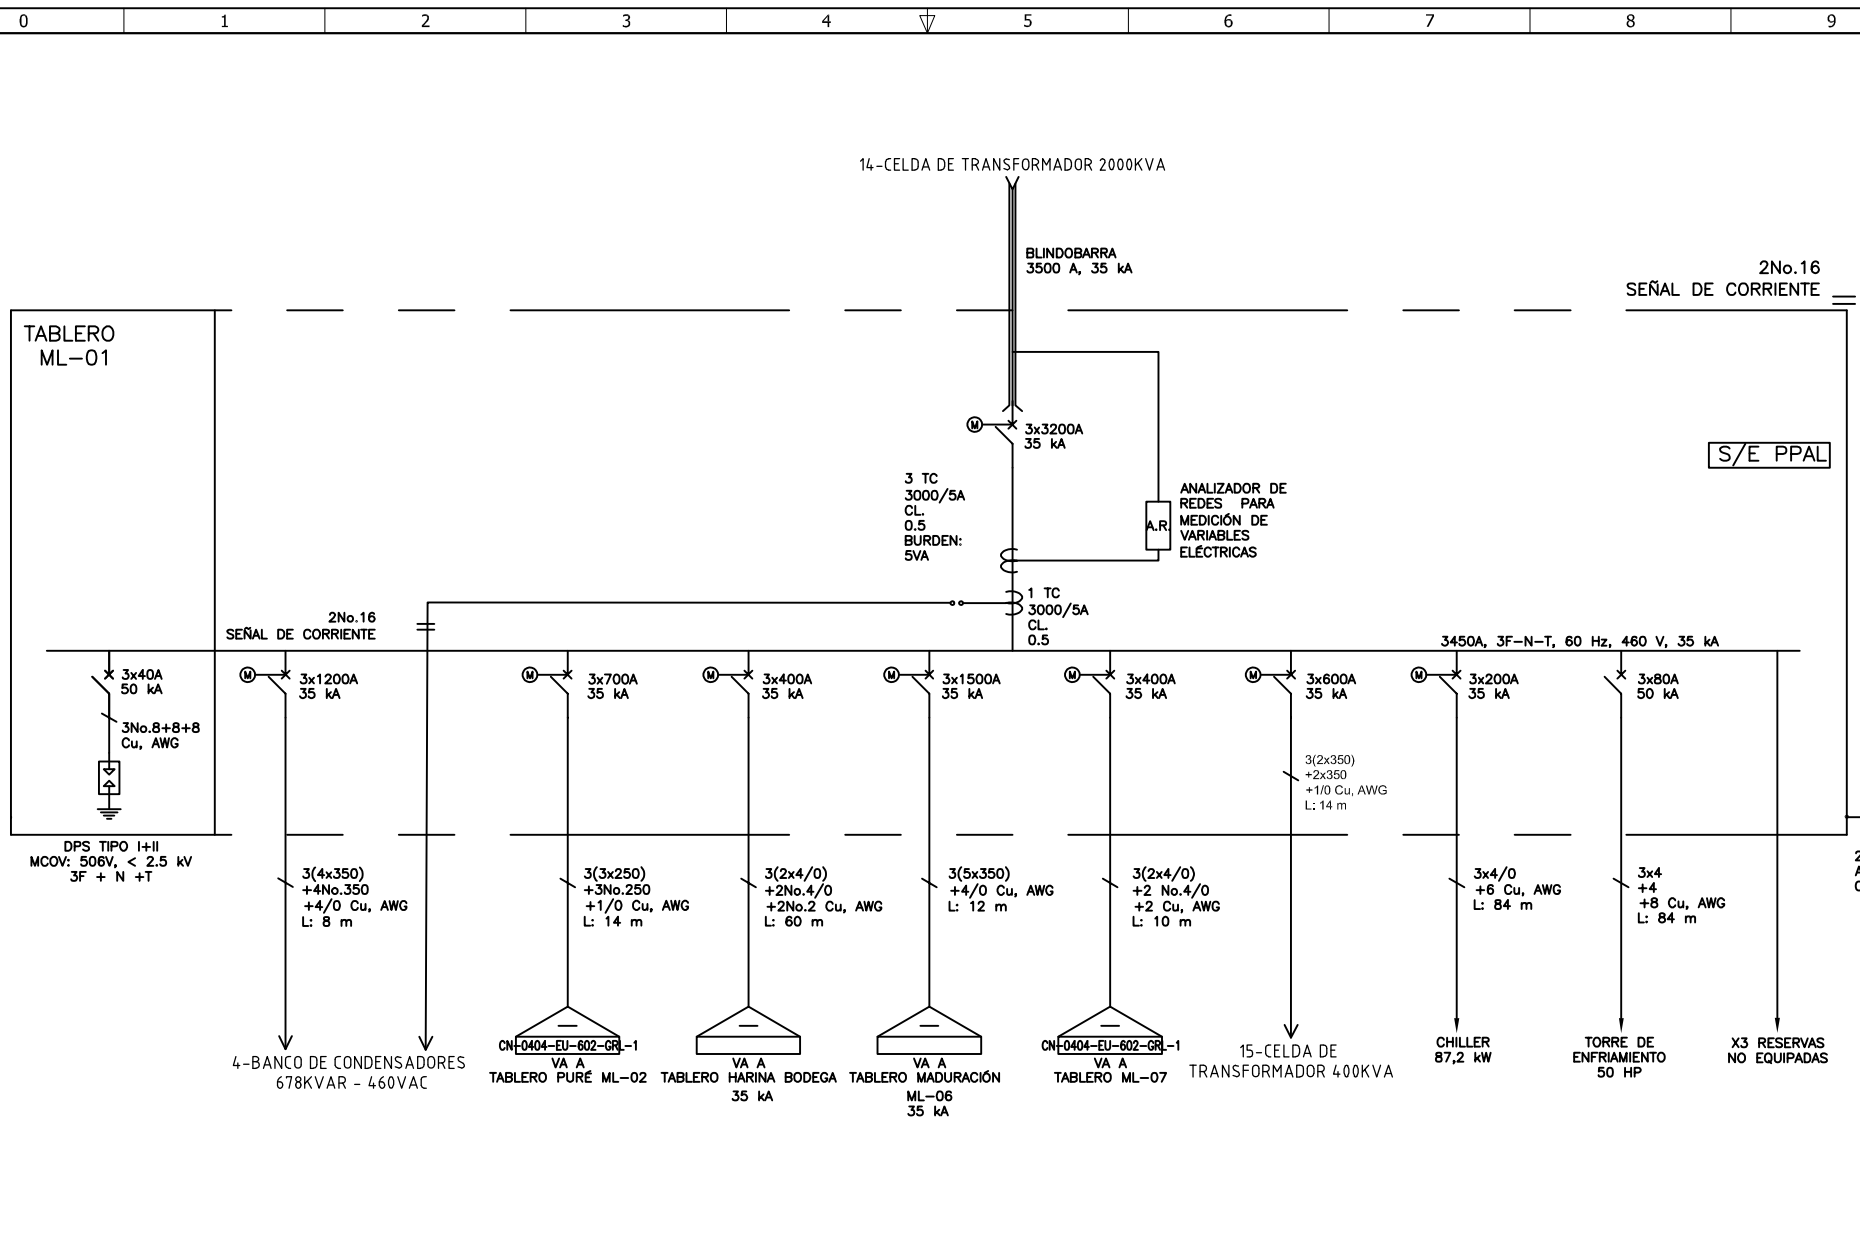 0 1 2 3 4 5 6 7 8 9
14-CELDA DE TRANSFORMADOR 2000KVA
BLINDOBARRA
3500 A, 35 kA
2No.16
SEÑAL DE CORRIENTE
TABLERO
ML-01
M
3x3200A
35 kA
S/E PPAL
3 TC
3000/5A
CL.
0.5
BURDEN:
5VA
A.R.
ANALIZADOR DE
REDES PARA
MEDICIÓN DE
VARIABLES
ELÉCTRICAS
1 TC
3000/5A
CL.
0.5
2No.16
SEÑAL DE CORRIENTE
3450A, 3F-N-T, 60 Hz, 460 V, 35 kA
3x40A
50 kA
3No.8+8+8
Cu, AWG
DPS TIPO I+II
MCOV: 506V, < 2.5 kV
3F + N +T
M
3x1200A
35 kA
3(4x350)
+4No.350
+4/0 Cu, AWG
L: 8 m
4-BANCO DE CONDENSADORES
678KVAR - 460VAC
M
3x700A
35 kA
3(3x250)
+3No.250
+1/0 Cu, AWG
L: 14 m
CN-0404-EU-602-GRL-1
VA A
TABLERO PURÉ ML-02
M
3x400A
35 kA
3(2x4/0)
+2No.4/0
+2No.2 Cu, AWG
L: 60 m
VA A
TABLERO HARINA BODEGA
35 kA
M
3x1500A
35 kA
3(5x350)
+4/0 Cu, AWG
L: 12 m
VA A
TABLERO MADURACIÓN
ML-06
35 kA
M
3x400A
35 kA
3(2x4/0)
+2 No.4/0
+2 Cu, AWG
L: 10 m
CN-0404-EU-602-GRL-1
VA A
TABLERO ML-07
M
3x600A
35 kA
3(2x350)
+2x350
+1/0 Cu, AWG
L: 14 m
15-CELDA DE
TRANSFORMADOR 400KVA
M
3x200A
35 kA
3x4/0
+6 Cu, AWG
L: 84 m
CHILLER
87,2 kW
3x80A
50 kA
3x4
+4
+8 Cu, AWG
L: 84 m
TORRE DE
ENFRIAMIENTO
50 HP
X3 RESERVAS
NO EQUIPADAS